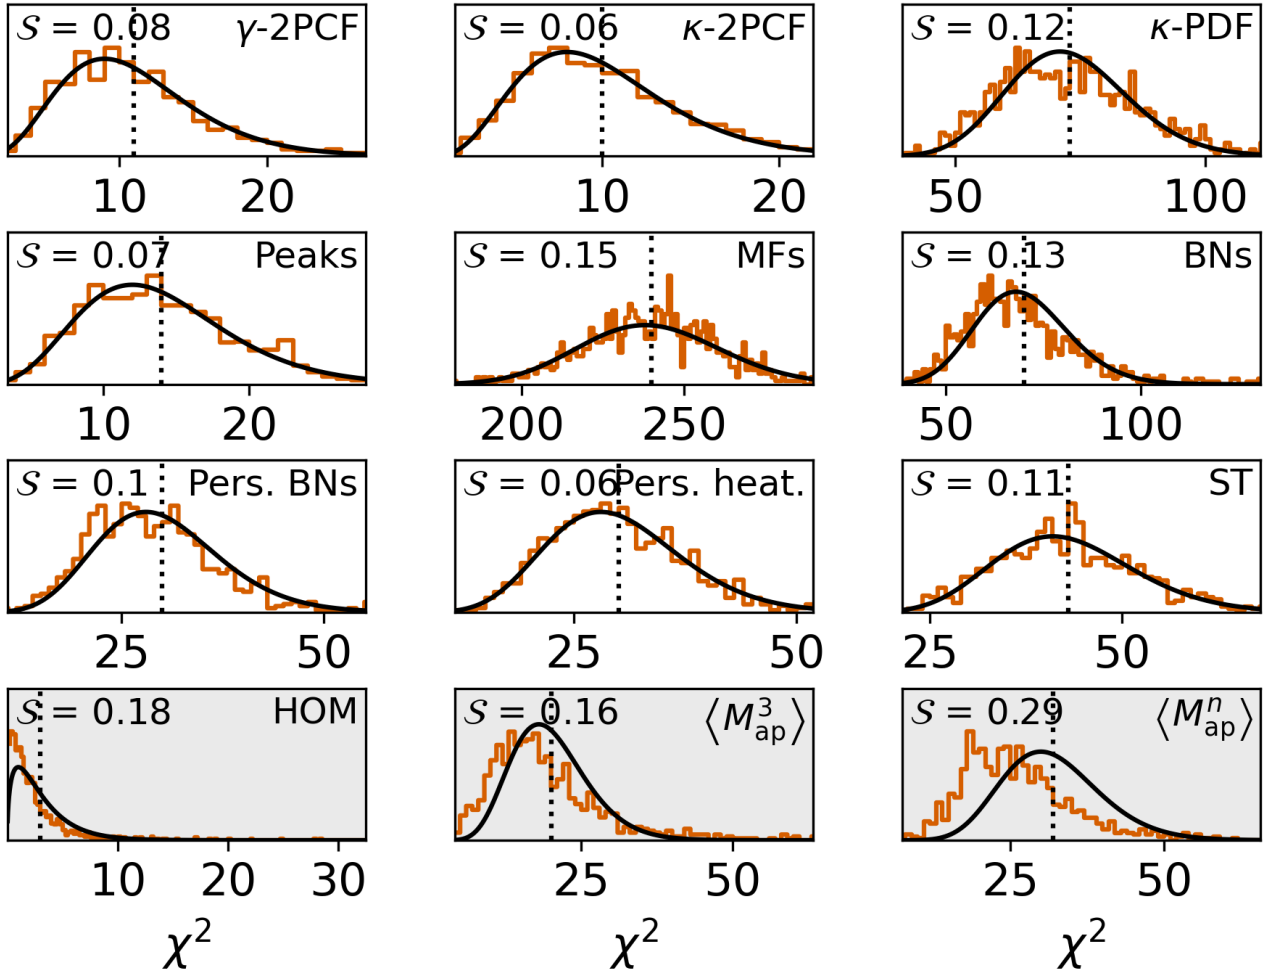 𝒮 = 0.08 γ-2PCF
𝒮 = 0.06 κ-2PCF
𝒮 = 0.12 κ-PDF
10 20
10 20
50 100
𝒮 = 0.07 Peaks
𝒮 = 0.15 MFs
𝒮 = 0.13 BNs
10 20
200 250
50 100
𝒮 = 0.1 Pers. BNs
𝒮 = 0.06 Pers. heat.
𝒮 = 0.11 ST
25 50
25 50
25 50
𝒮 = 0.18 HOM
𝒮 = 0.16 ⟨M³ₐₚ⟩
𝒮 = 0.29 ⟨Mⁿₐₚ⟩
10 20 30
25 50
25 50
χ²
χ²
χ²